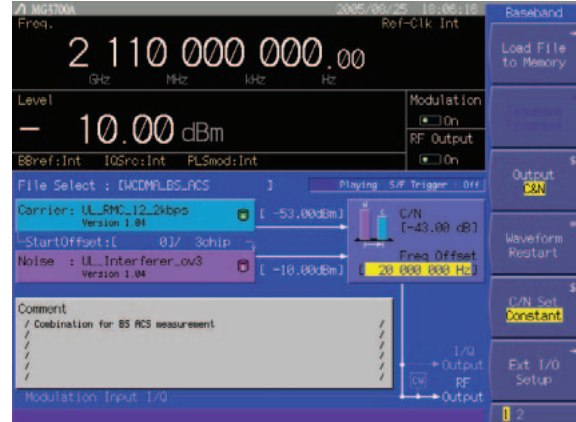 MG3700A 2005/08/25 18:06:16
Freq. Ref-Clk Int
2 110 000 000.00
GHz MHz kHz Hz
Level
- 10.00 dBm
Modulation
On
RF Output
On
BBref:Int IQSrc:Int PLSmod:Int
File Select : [WCDMA_BS_ACS ] Playing S/F Trigger : Off
Carrier: UL_RMC_12_2kbps
Version 1.04
[ -53.00dBm]
C/N
[-43.00 dB]
StartOffset:[ 0]/ 3chip
Noise : UL_Interferer_ov3
Version 1.04
[ -10.00dBm]
Freq Offset
[ 20 000 000 Hz]
Comment
/ Combination for BS ACS measurement /
/ /
/ /
/ /
/ /
I/Q
Output
CW
RF
Output
Modulation Input I/Q
Baseband
Load File
to Memory
Output
C&N
Waveform
Restart
C/N Set
Constant
Ext I/O
Setup
1 2